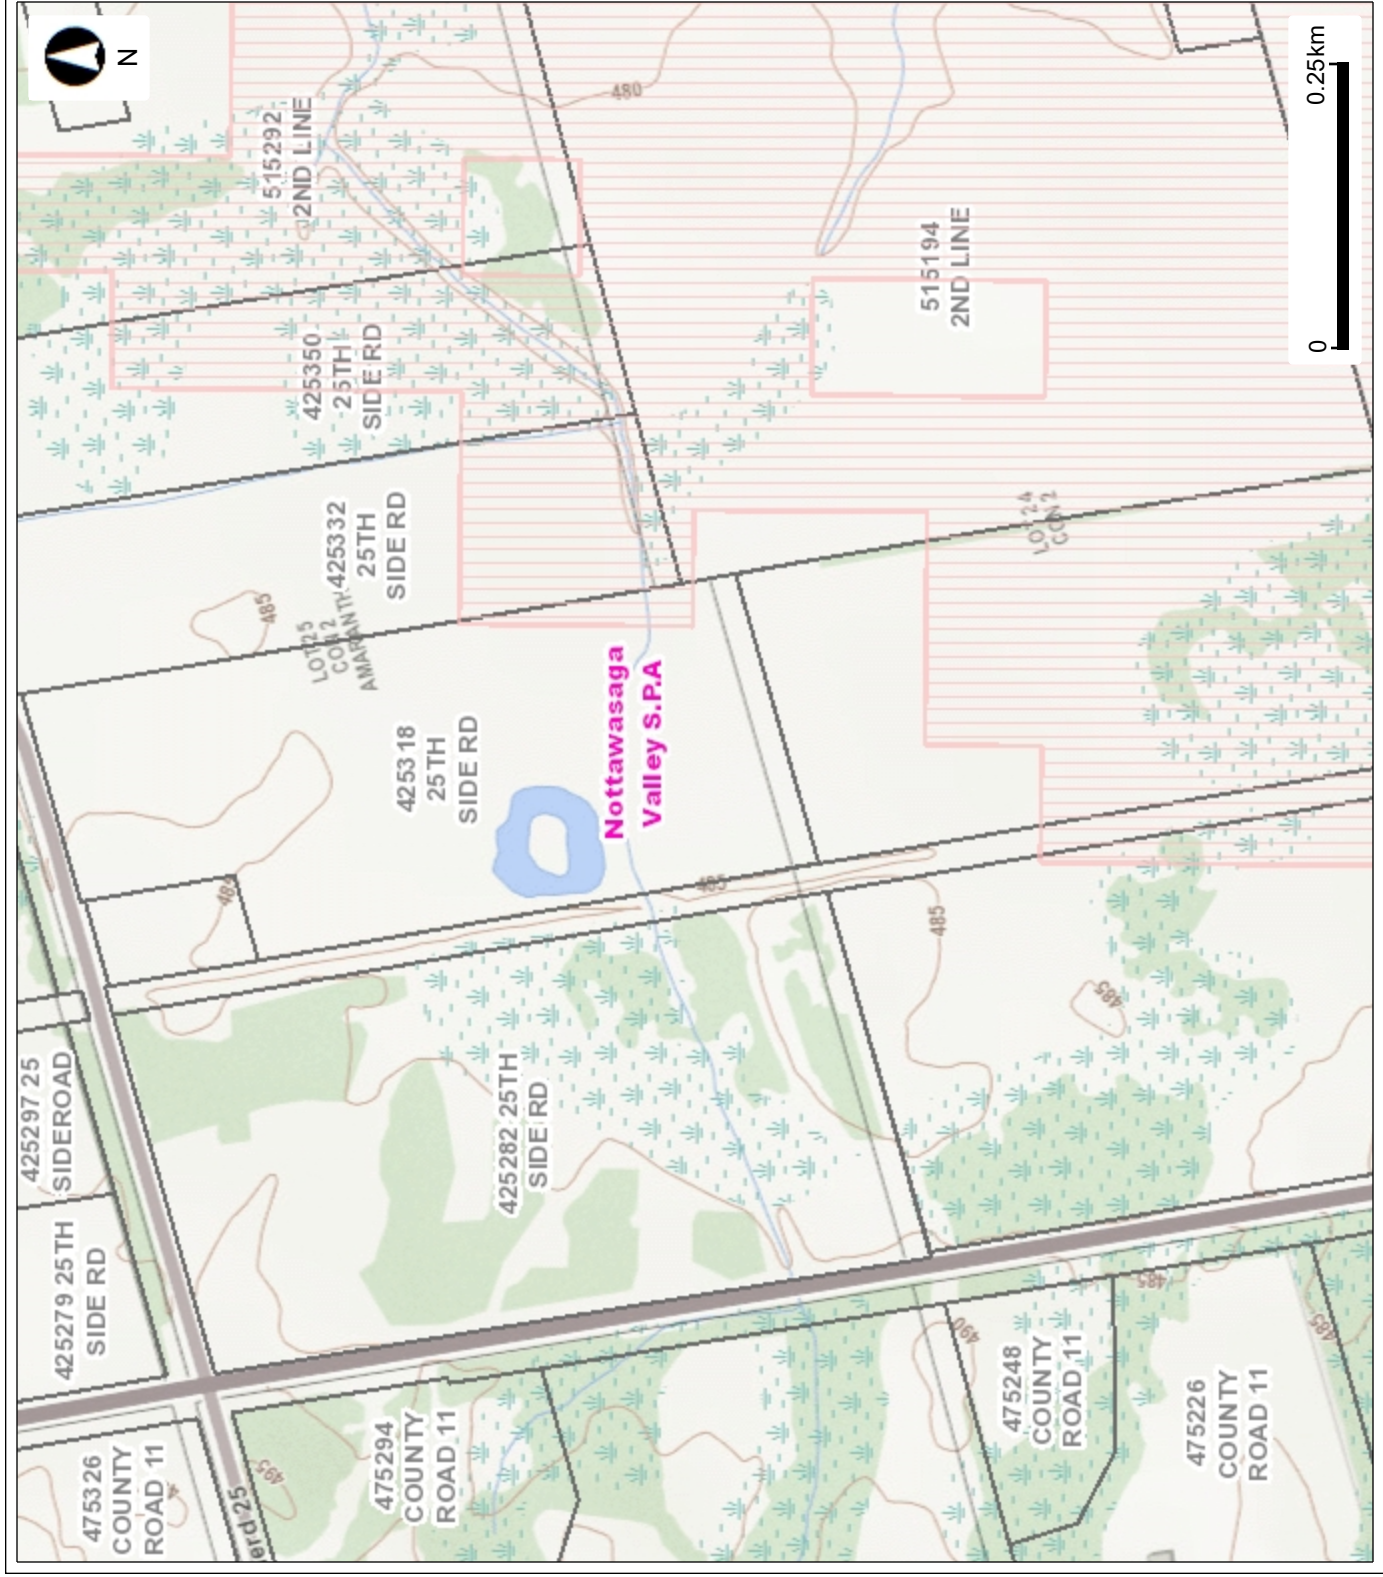 N
0
0.25km
515292
2ND LINE
480
425350
25TH
SIDE RD
515194
2ND LINE
425332
25TH
SIDE RD
LOT 24
CON 2
485
LOT 25
CON 2
AMARANTH
425318
25TH
SIDE RD
Nottawasaga
Valley S.P.A
485
485
485
485
425297 25
SIDEROAD
425282 25TH
SIDE RD
425279 25TH
SIDE RD
485
485
490
475248
COUNTY
ROAD 11
475226
COUNTY
ROAD 11
475294
COUNTY
ROAD 11
495
475326
COUNTY
ROAD 11
erd 25